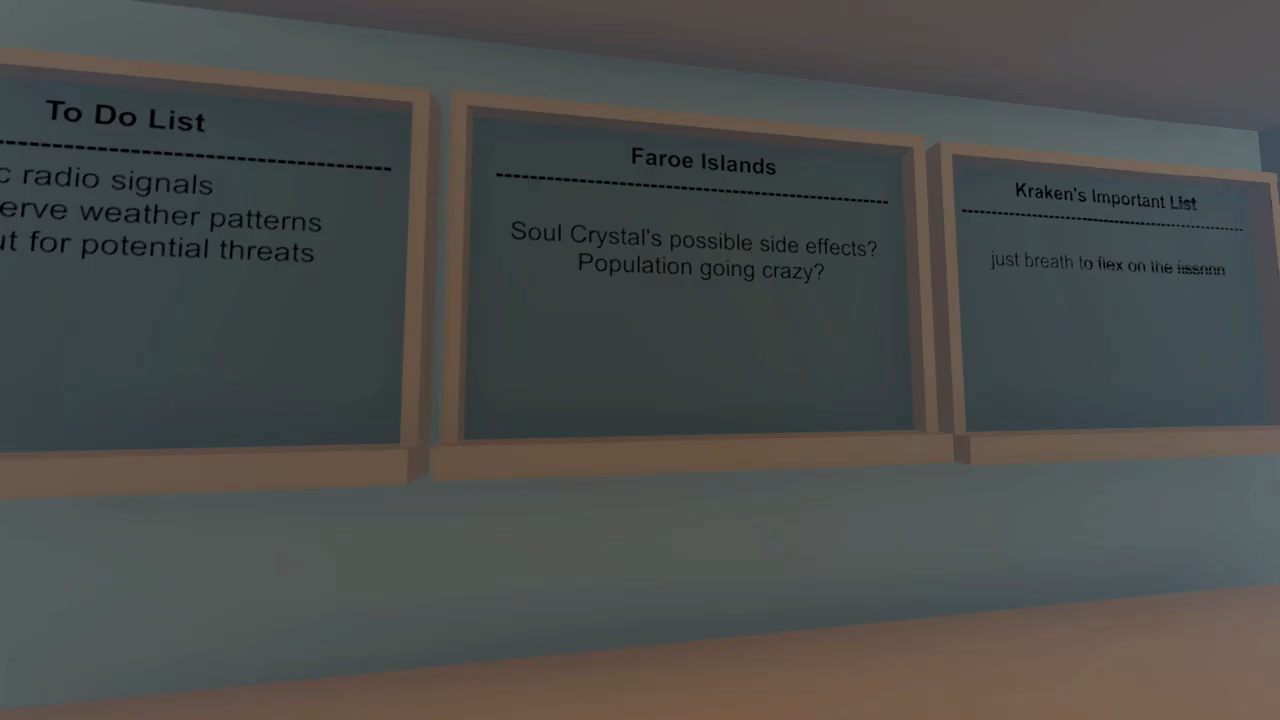 To Do List
c radio signals
erve weather patterns
ut for potential threats
Faroe Islands
Soul Crystal's possible side effects?
Population going crazy?
Kraken's Important List
just breath to flex on the